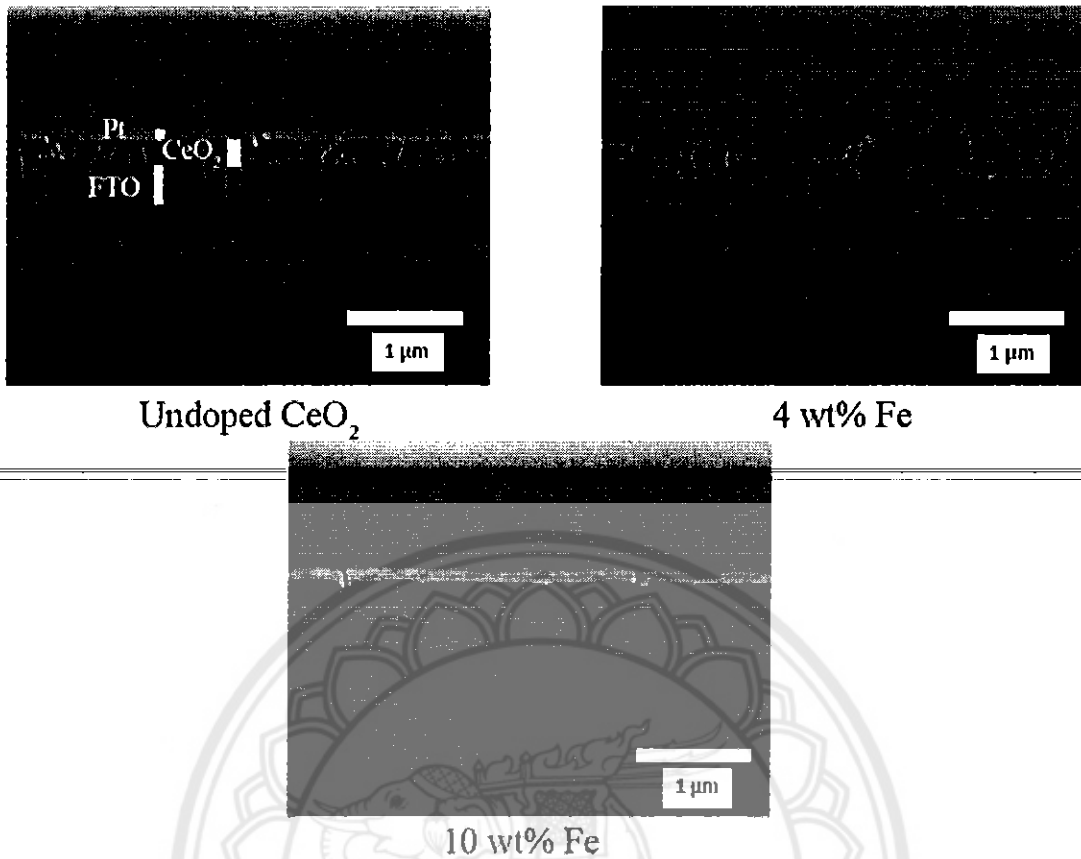 Pt
CeO₂
FTO
1 μm
1 μm
Undoped CeO₂
4 wt% Fe
1 μm
10 wt% Fe